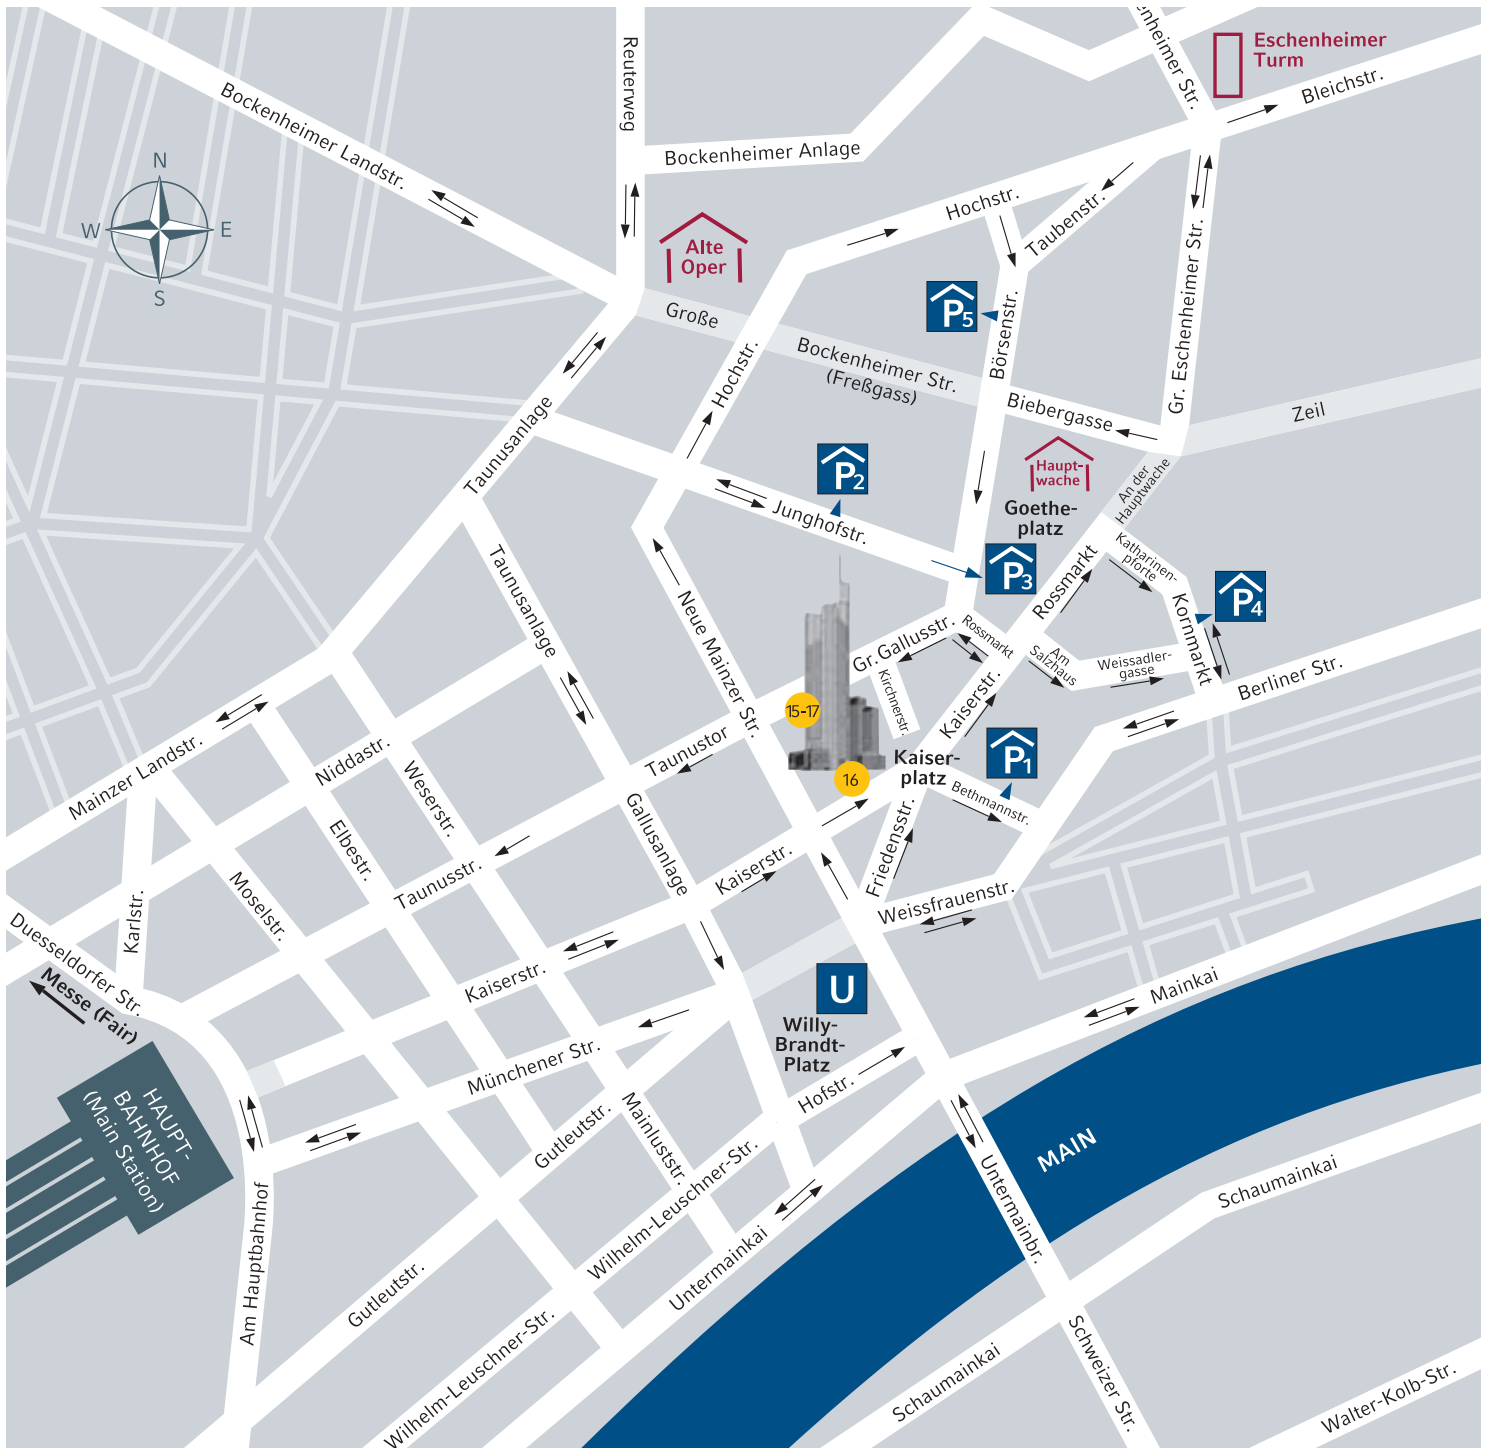 enheimer Str.
Eschenheimer
Turm
Bleichstr.
Reuterweg
Bockenheimer Landstr.
Bockenheimer Anlage
N
W
E
S
Hochstr.
Taubenstr.
Alte
Oper
Große
Bockenheimer Str.
(Freßgass)
P5
Börsenstr.
Gr. Eschenheimer Str.
Hochstr.
Biebergasse
Zeil
Taunusanlage
P2
Haupt-
wache
An der
Hauptwache
Goethe-
platz
Junghofstr.
Taunusanlage
P3
Katharinen-
pforte
Rossmarkt
P4
Kornmarkt
Neue Mainzer Str.
Gr. Gallusstr.
Rossmarkt
Am
Salzhaus
Weissadler-
gasse
Berliner Str.
Kirchnerstr.
Kaiserstr.
15-17
16
Kaiser-
platz
P1
Bethmannstr.
Mainzer Landstr.
Niddastr.
Weserstr.
Taunustor
Elbestr.
Gallusanlage
Friedensstr.
Taunusstr.
Kaiserstr.
Weissfrauenstr.
Moselstr.
Karlstr.
Duesseldorfer Str.
Messe (Fair)
Kaiserstr.
U
Willy-
Brandt-
Platz
Mainkai
Münchener Str.
Hofstr.
HAUPT-
BAHNHOF
(Main Station)
Gutleutstr.
Mainluststr.
MAIN
Wilhelm-Leuschner-Str.
Untermainkai
Untermainbr.
Schaumainkai
Am Hauptbahnhof
Gutleutstr.
Wilhelm-Leuschner-Str.
Schaumainkai
Schweizer Str.
Walter-Kolb-Str.